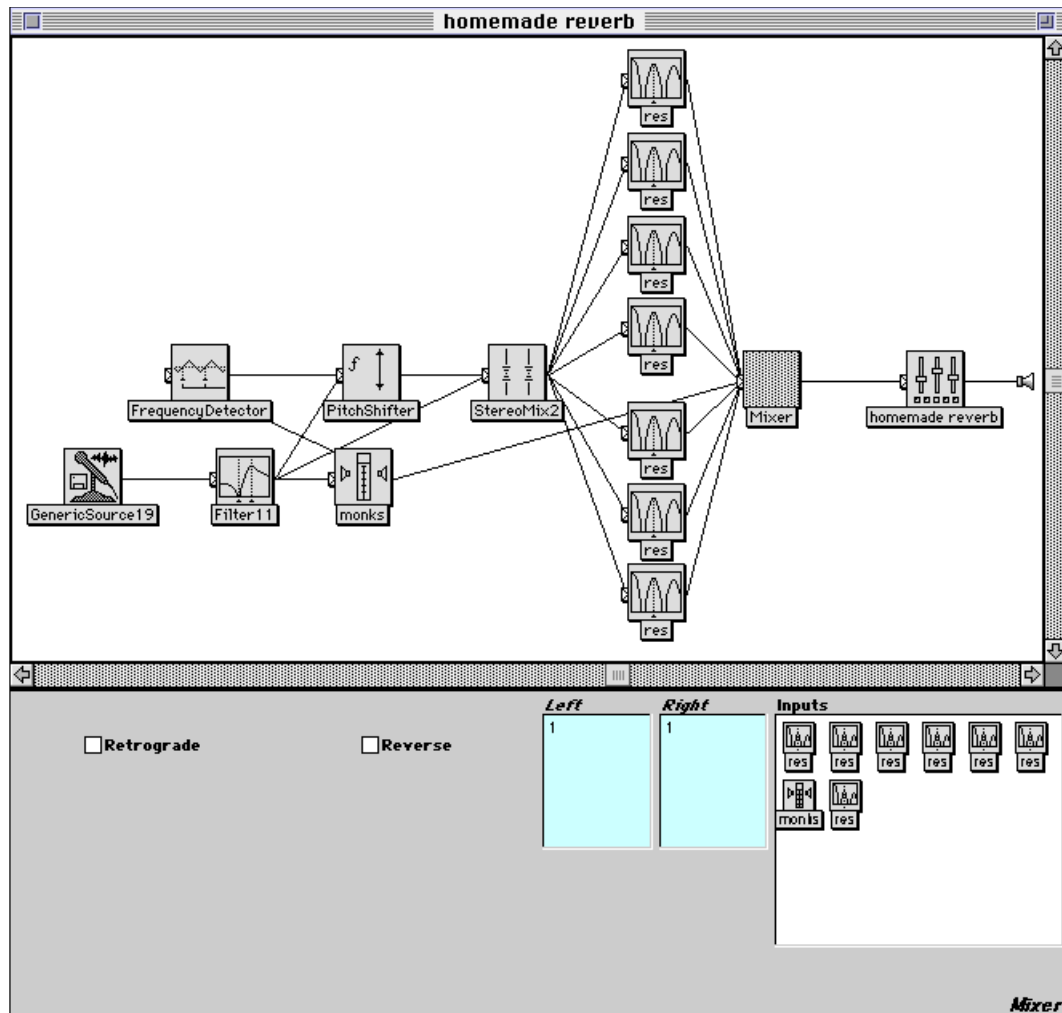 homemade reverb
res
res
res
res
f
FrequencyDetector
PitchShifter
StereoMix2
Mixer
homemade reverb
res
GenericSource19
Filter11
monks
res
res
Left
Right
Inputs
1
1
Retrograde
Reverse
res res res res res res
monks res
Mixer